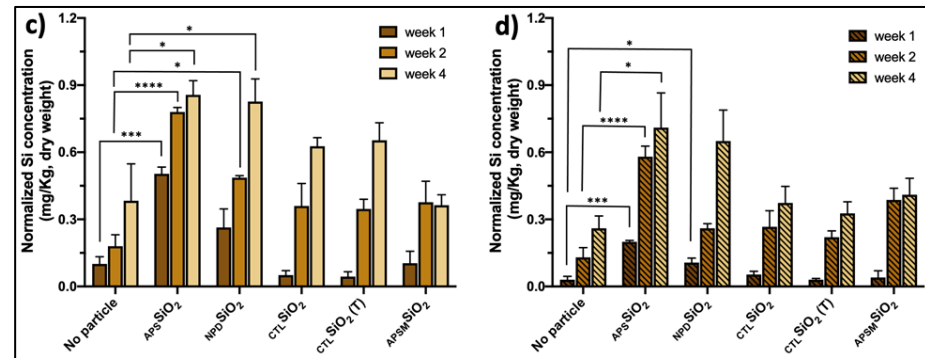 c)
Normalized Si concentration
(mg/Kg, dry weight)
1.2
0.9
0.6
0.3
0.0
*
*
*
****
***
week 1
week 2
week 4
No particle
APSSiO2
NPDSiO2
CTLSiO2
CTLSiO2(T)
APSMSiO2
d)
Normalized Si concentration
(mg/Kg, dry weight)
1.2
0.9
0.6
0.3
0.0
*
*
****
***
week 1
week 2
week 4
No particle
APSSiO2
NPDSiO2
CTLSiO2
CTLSiO2(T)
APSMSiO2